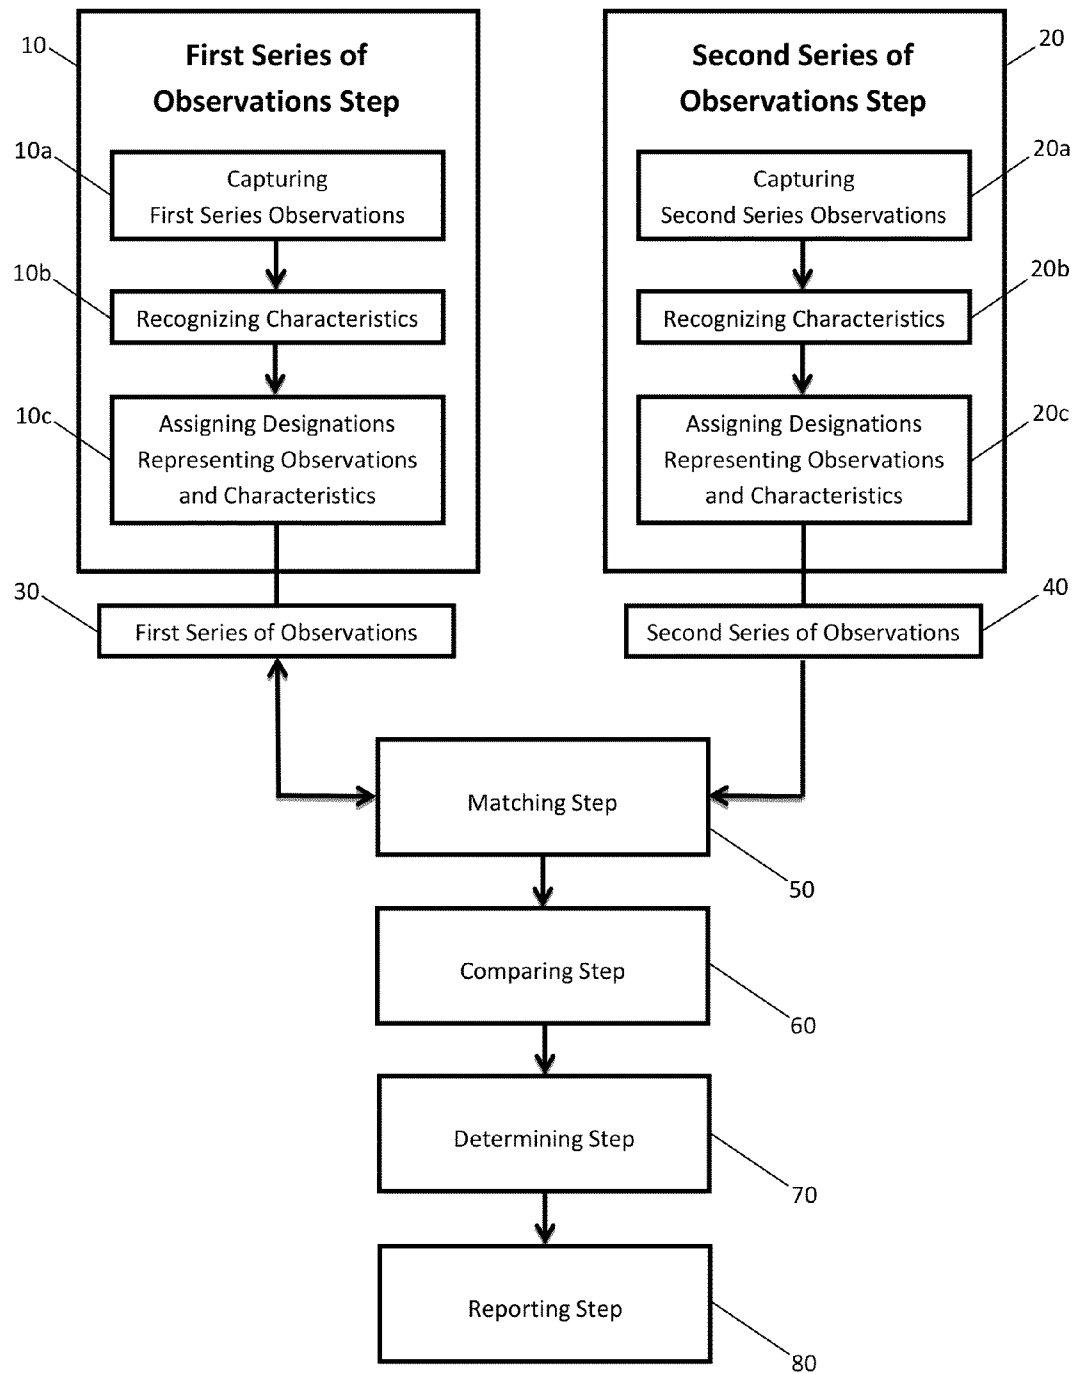 10
First Series of
Observations Step
10a
Capturing
First Series Observations
10b
Recognizing Characteristics
10c
Assigning Designations
Representing Observations
and Characteristics
30
First Series of Observations
20
Second Series of
Observations Step
20a
Capturing
Second Series Observations
20b
Recognizing Characteristics
20c
Assigning Designations
Representing Observations
and Characteristics
40
Second Series of Observations
Matching Step
50
Comparing Step
60
Determining Step
70
Reporting Step
80